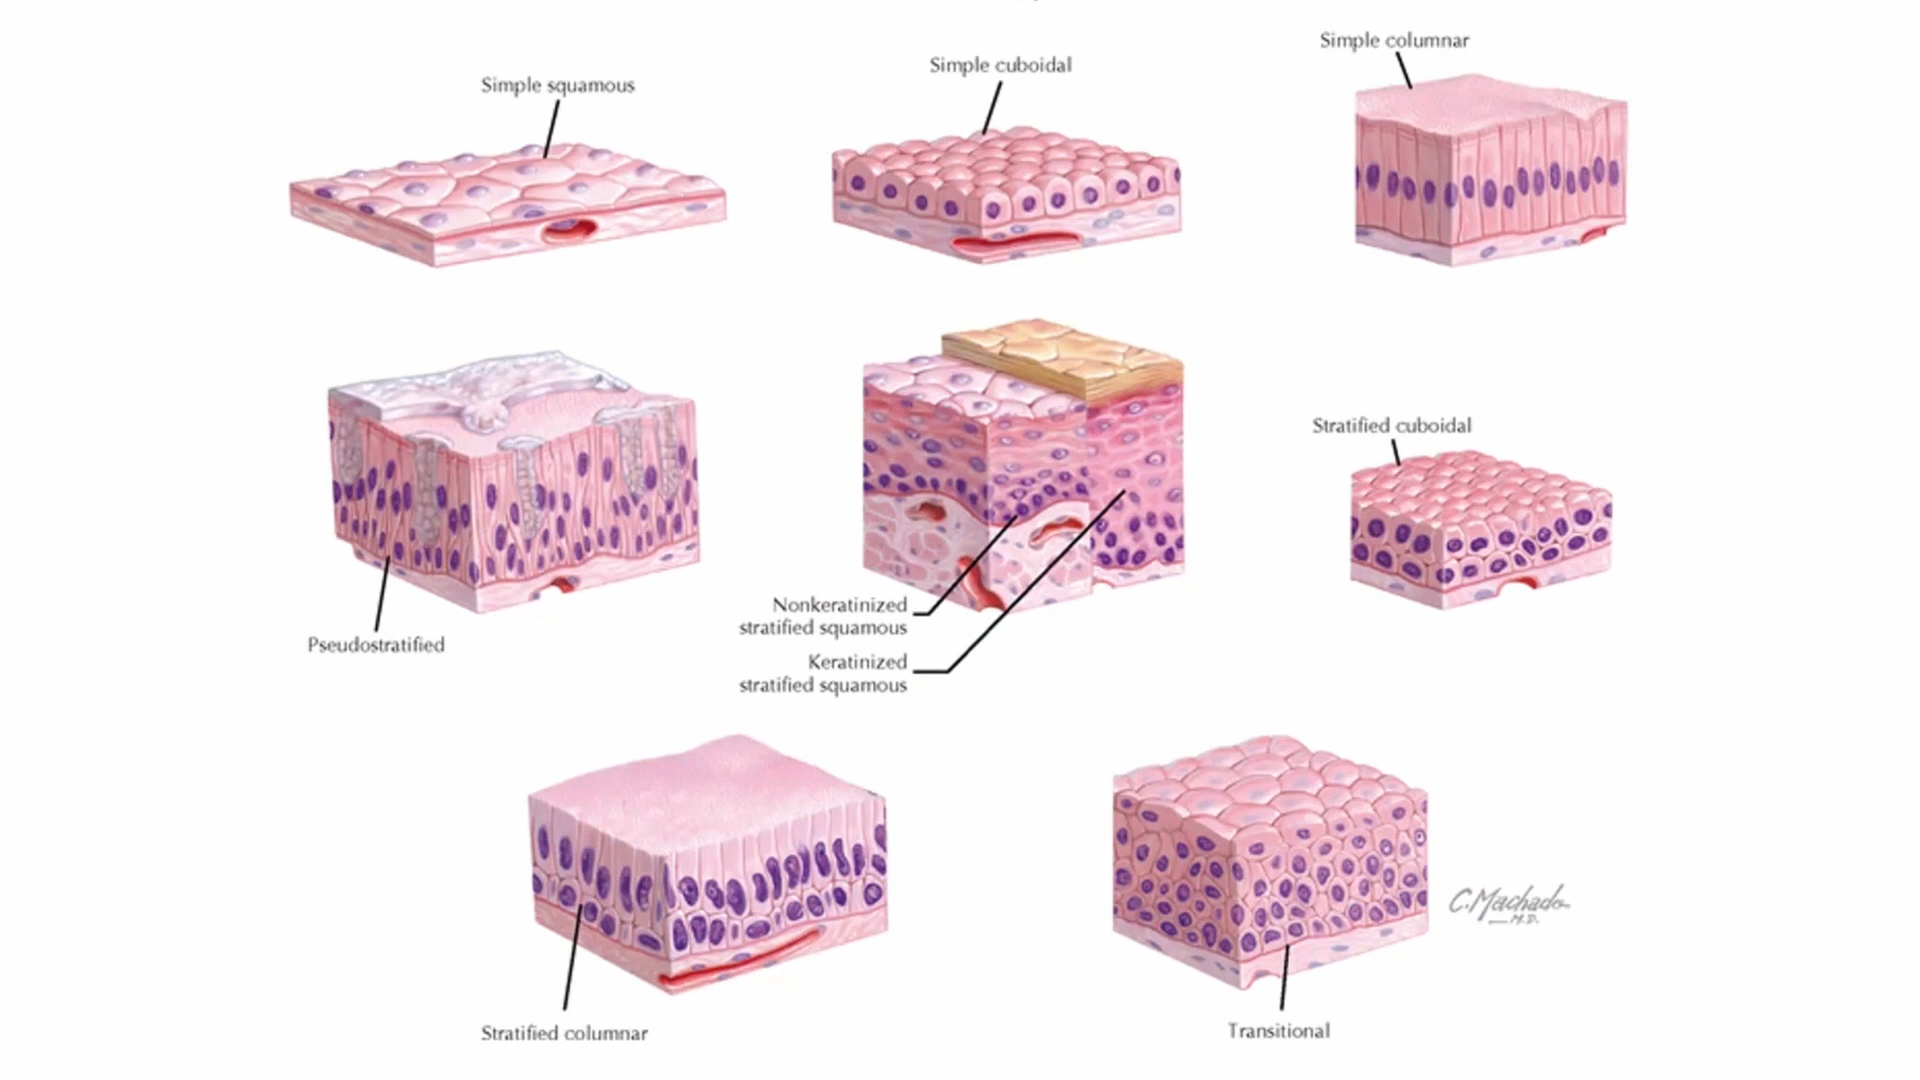 Simple squamous
Simple cuboidal
Simple columnar
Pseudostratified
Nonkeratinized
stratified squamous
Keratinized
stratified squamous
Stratified cuboidal
Stratified columnar
Transitional
C. Machado
M.D.